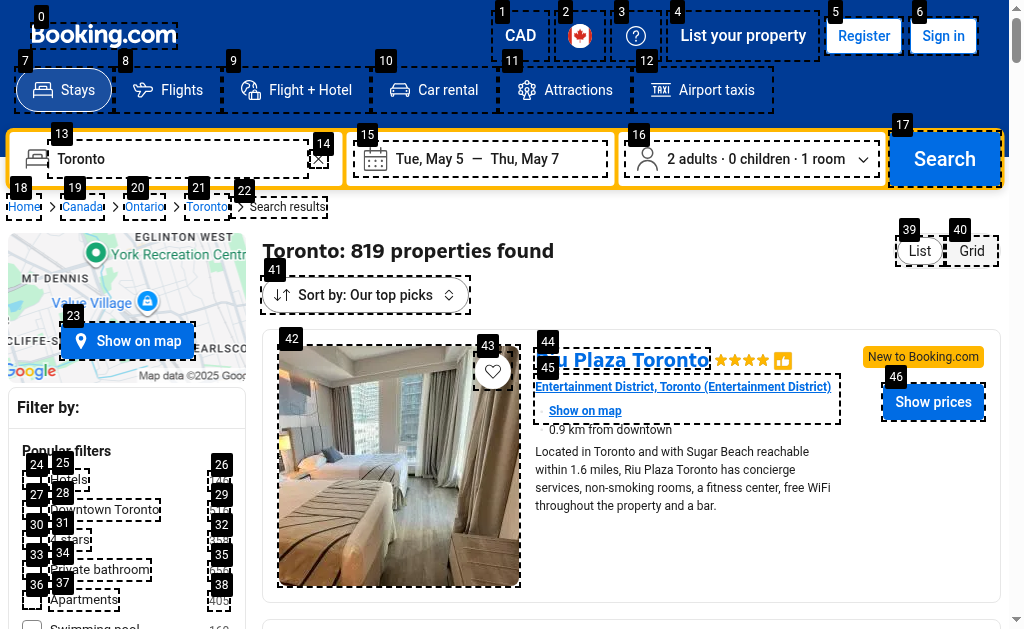 Booking.com
CAD
List your property
Register
Sign in
Stays
Flights
Flight + Hotel
Car rental
Attractions
Airport taxis
Toronto
Tue, May 5 — Thu, May 7
2 adults · 0 children · 1 room
Search
Home
Canada
Ontario
Toronto
Search results
EGLINTON WEST
York Recreation Centr
MT DENNIS
Value Village
Show on map
EARLSCO
Google
Map data ©2025 Goog
Filter by:
Popular filters
Hotels
Downtown Toronto
4 stars
Private bathroom
Apartments
405
Swimming pool
Toronto: 819 properties found
List
Grid
Sort by: Our top picks
Riu Plaza Toronto
New to Booking.com
Entertainment District, Toronto (Entertainment District)
Show on map
0.9 km from downtown
Show prices
Located in Toronto and with Sugar Beach reachable
within 1.6 miles, Riu Plaza Toronto has concierge
services, non-smoking rooms, a fitness center, free WiFi
throughout the property and a bar.
0
1
2
3
4
5
6
7
8
9
10
11
12
13
14
15
16
17
18
19
20
21
22
23
24
25
26
27
28
29
30
31
32
33
34
35
36
37
38
39
40
41
42
43
44
45
46